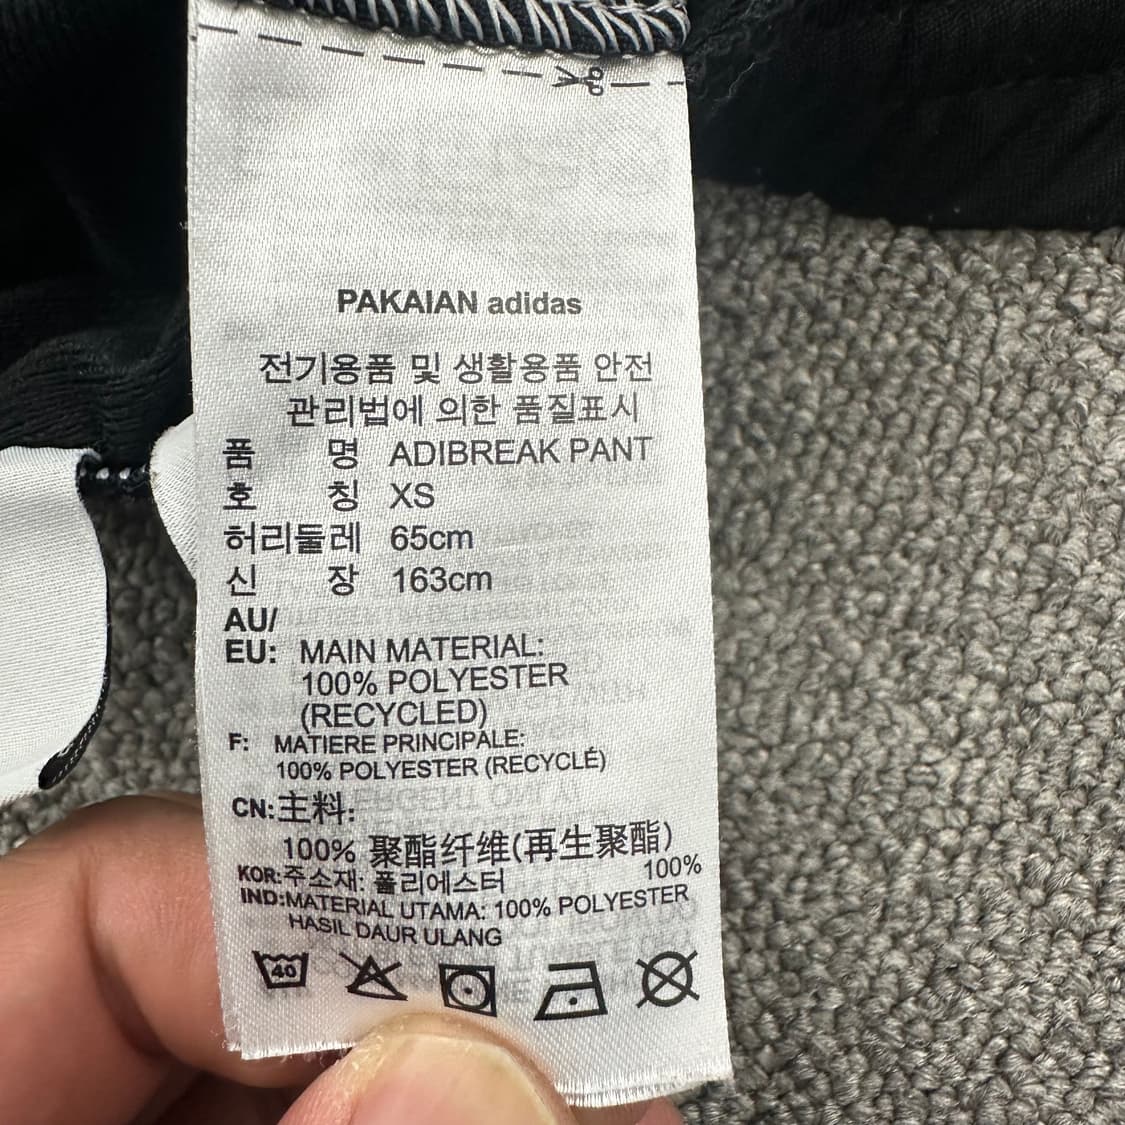 PAKAIAN adidas
전기용품 및 생활용품 안전
관리법에 의한 품질표시
품 명 ADIBREAK PANT
호 칭 XS
허리둘레 65cm
신 장 163cm
AU/
EU: MAIN MATERIAL:
100% POLYESTER
(RECYCLED)
F: MATIERE PRINCIPALE:
100% POLYESTER (RECYCLÉ)
CN:主料:
100% 聚酯纤维(再生聚酯)
KOR:주소재: 폴리에스터 100%
IND:MATERIAL UTAMA: 100% POLYESTER
HASIL DAUR ULANG
40